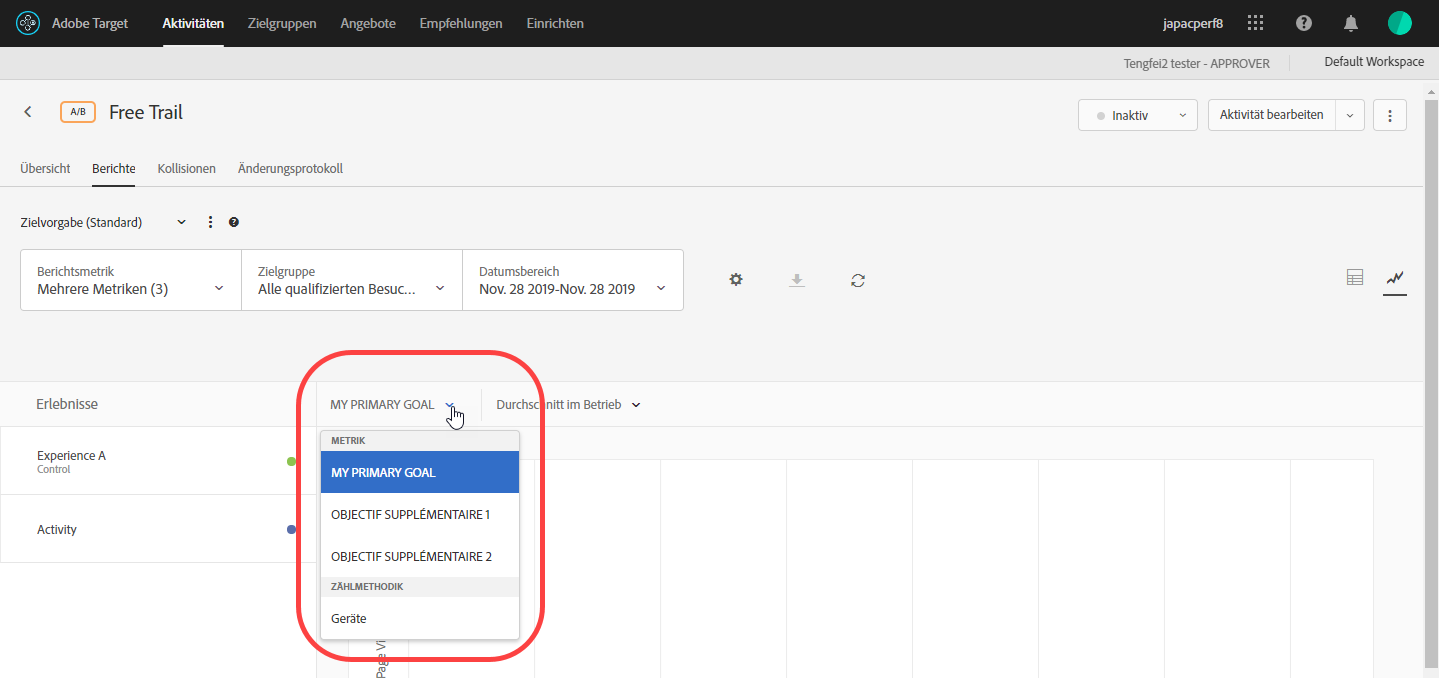 Adobe Target Aktivitäten Zielgruppen Angebote Empfehlungen Einrichten japacperf8
Tengfei2 tester - APPROVER Default Workspace
A/B Free Trail Inaktiv Aktivität bearbeiten
Übersicht Berichte Kollisionen Änderungsprotokoll
Zielvorgabe (Standard)
Berichtsmetrik Zielgruppe Datumsbereich
Mehrere Metriken (3) Alle qualifizierten Besuc... Nov. 28 2019-Nov. 28 2019
Erlebnisse MY PRIMARY GOAL Durchschnitt im Betrieb
METRIK
Experience A
Control
MY PRIMARY GOAL
OBJECTIF SUPPLÉMENTAIRE 1
Activity
OBJECTIF SUPPLÉMENTAIRE 2
ZÄHLMETHODIK
Geräte
Page Vi